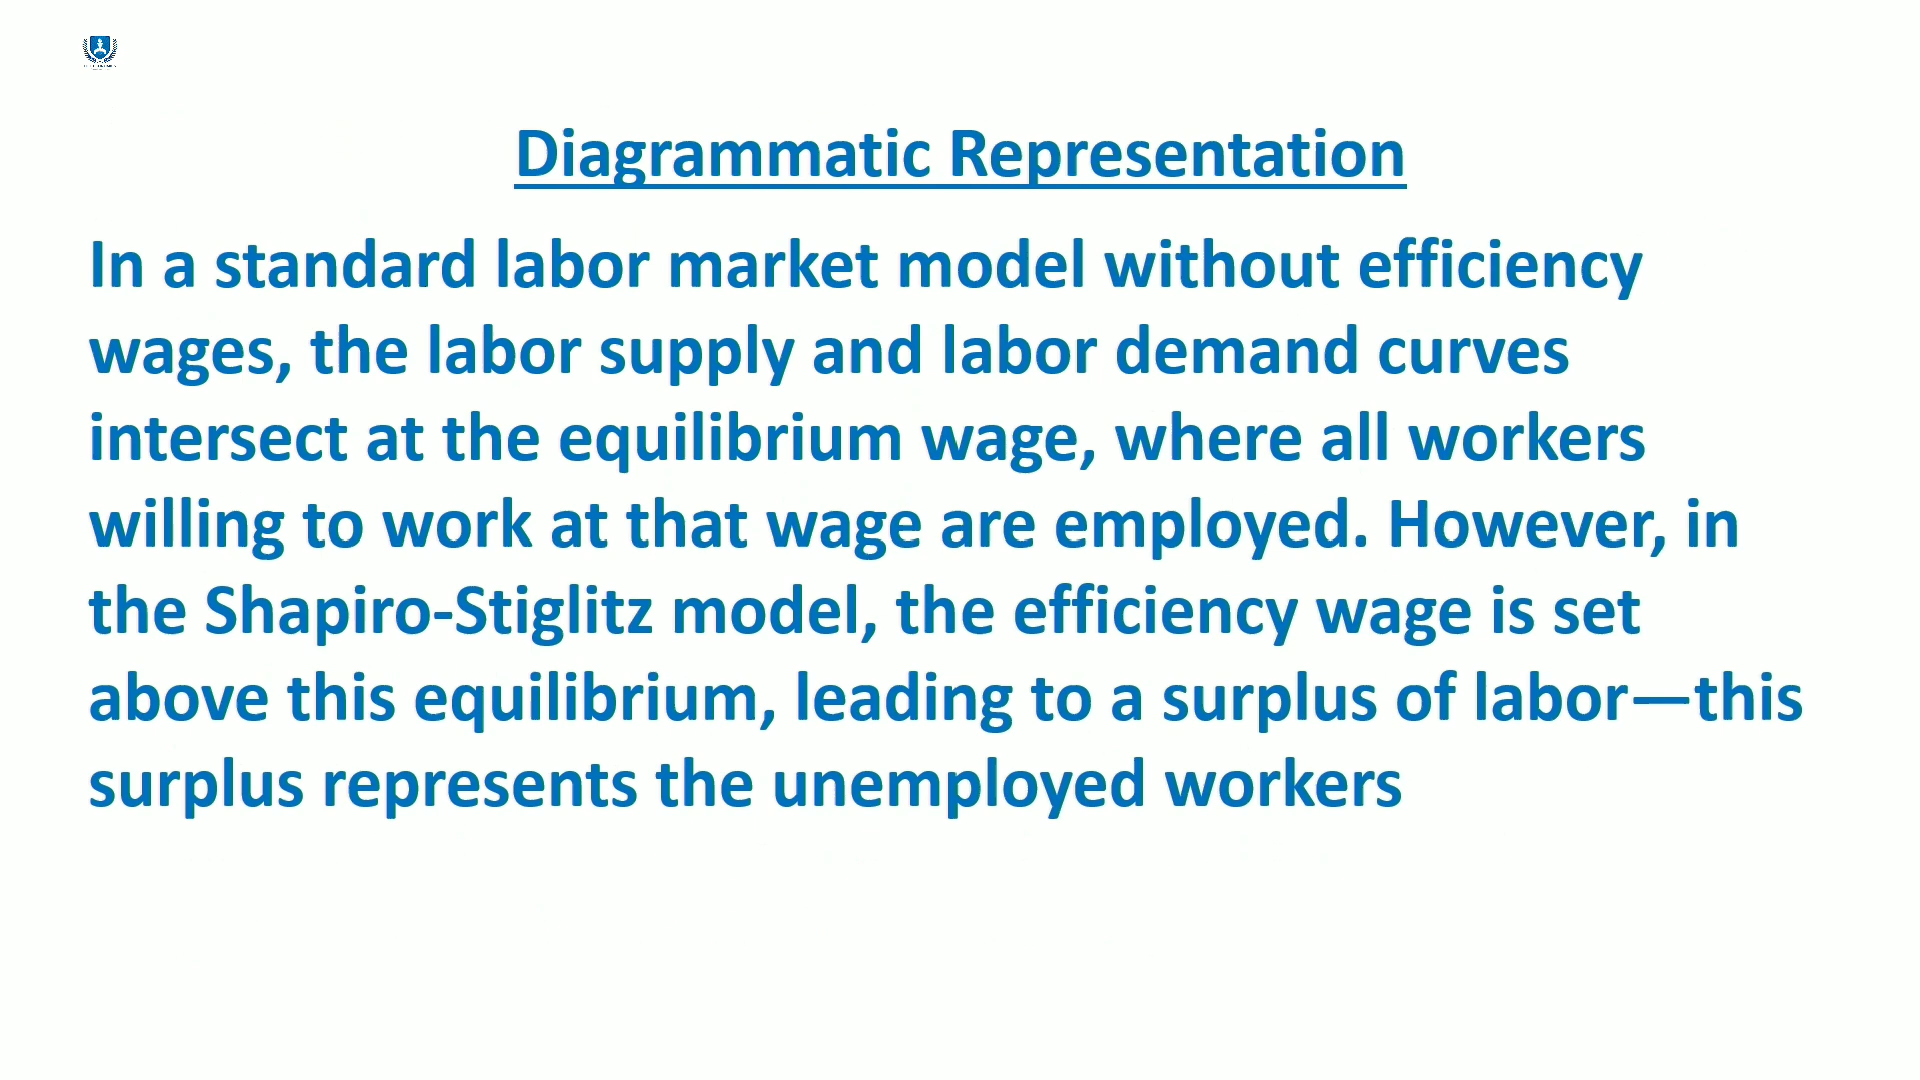 Diagrammatic Representation
In a standard labor market model without efficiency
wages, the labor supply and labor demand curves
intersect at the equilibrium wage, where all workers
willing to work at that wage are employed. However, in
the Shapiro-Stiglitz model, the efficiency wage is set
above this equilibrium, leading to a surplus of labor—this
surplus represents the unemployed workers